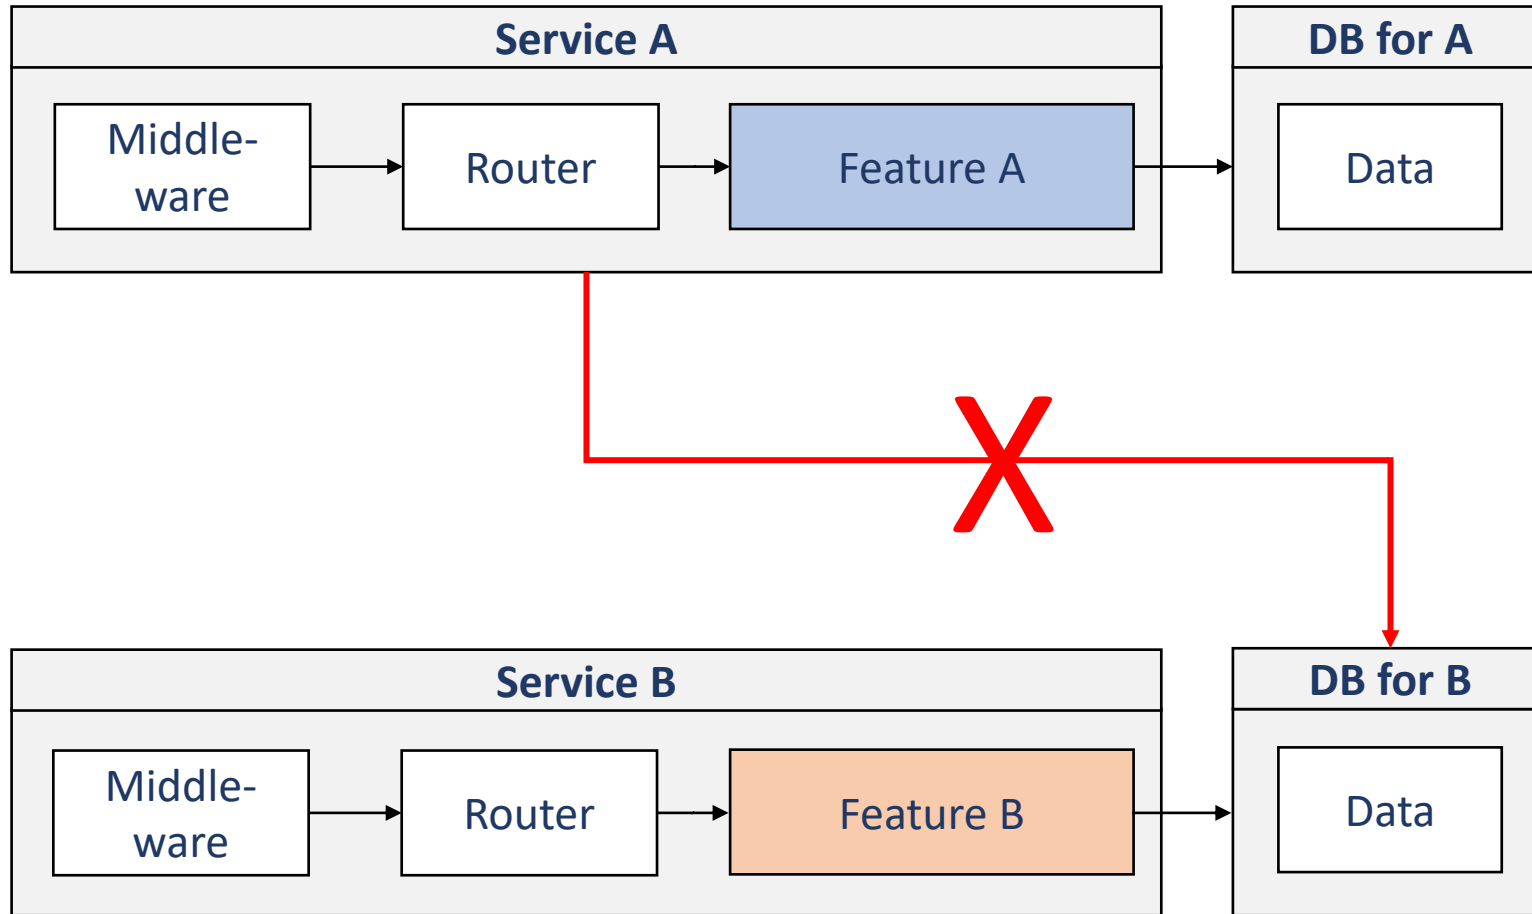 Service A
DB for A
Middle-
ware
Router
Feature A
Data
X
Service B
DB for B
Middle-
ware
Router
Feature B
Data